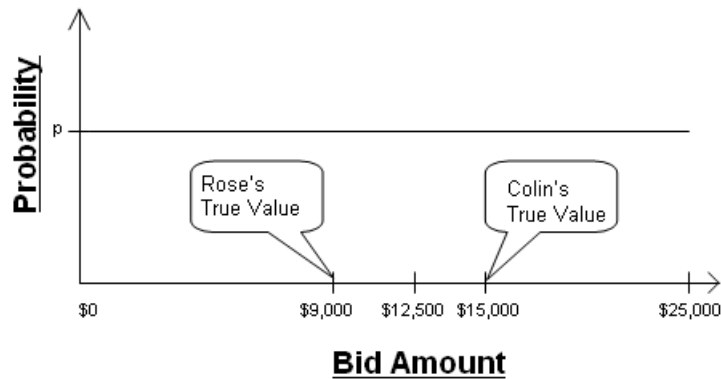 Probability
p
Rose's
True Value
Colin's
True Value
$0
$9,000
$12,500
$15,000
$25,000
Bid Amount